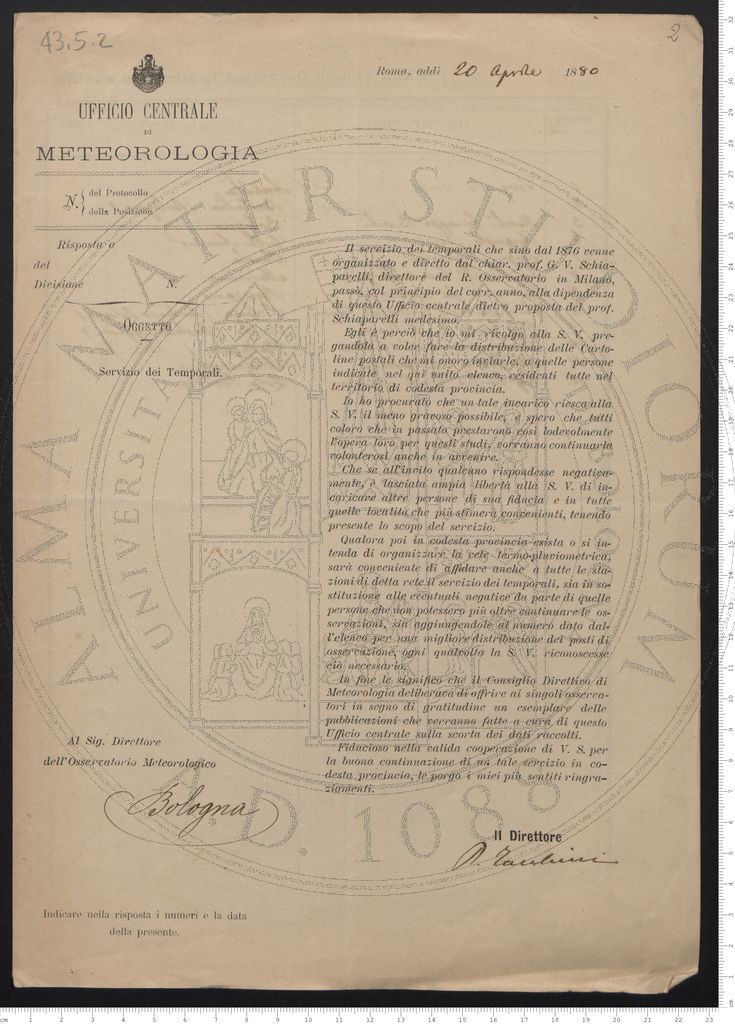 43.5.2
2
Roma, addì 20 Aprile 1880
UFFICIO CENTRALE
DI
METEOROLOGIA
N. del Protocollo
della Posizione
Risposta a
del
Divisione N.
OGGETTO
Servizio dei Temporali.
Il servizio dei temporali che sino dal 1876 venne
organizzato e diretto dal chiar. prof. G. V. Schia-
parelli, direttore del R. Osservatorio in Milano,
passò, col principio del corr. anno, alla dipendenza
di questo Ufficio centrale dietro proposta del prof.
Schiaparelli medesimo.
Egli è perciò che io mi rivolgo alla S. V. pre-
gandola a voler fare la distribuzione delle Carto-
line postali che mi onoro inviarle, a quelle persone
indicate nel qui unito elenco, residenti tutte nel
territorio di codesta provincia.
Io ho procurato che un tale incarico riesca alla
S. V. il meno gravoso possibile, e spero che tutti
coloro che in passato prestarono così lodevolmente
l'opera loro per questi studi, vorranno continuarla
volonterosi anche in avvenire.
Che se all'invito qualcuno rispondesse negativa-
mente, è lasciata ampia libertà alla S. V. di in-
caricare altre persone di sua fiducia e in tutte
quelle località che più stimerà convenienti, tenendo
presente lo scopo del servizio.
Qualora poi in codesta provincia esista o si in-
tenda di organizzare la rete termo-pluviometrica,
sarà conveniente di affidare anche a tutte le sta-
zioni di detta rete il servizio dei temporali, sia in so-
stituzione alle eventuali negative da parte di quelle
persone che non potessero più oltre continuare le os-
servazioni, sia aggiungendole al numero dato dal-
l'elenco per una migliore distribuzione dei posti di
osservazione, ogni qualvolta la S. V. riconoscesse
ciò necessario.
In fine le significo che il Consiglio Direttivo di
Meteorologia deliberava di offrire ai singoli osserva-
tori in segno di gratitudine un esemplare delle
pubblicazioni che verranno fatte a cura di questo
Ufficio centrale sulla scorta dei dati raccolti.
Fiducioso nella valida cooperazione di V. S. per
la buona continuazione di un tale servizio in co-
desta provincia, le porgo i miei più sentiti ringra-
ziamenti.
Al Sig. Direttore
dell'Osservatorio Meteorologico
Bologna
Il Direttore
P. Tacchini
Indicare nella risposta i numeri e la data
della presente.
ALMA MATER STUDIORUM
UNIVERSITA
A.D. 1088